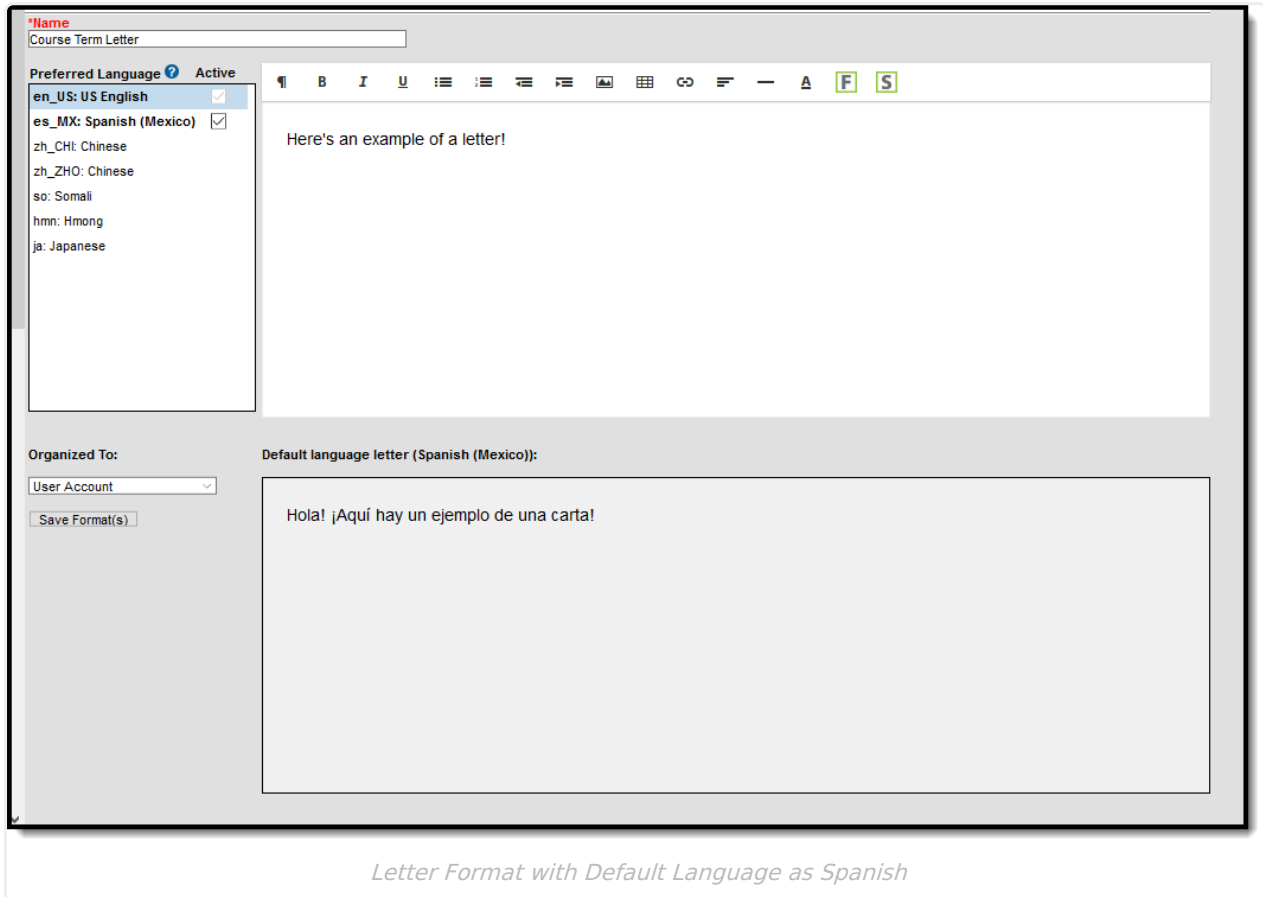 *Name
Course Term Letter
Preferred Language ? Active
en_US: US English
es_MX: Spanish (Mexico)
zh_CHI: Chinese
zh_ZHO: Chinese
so: Somali
hmn: Hmong
ja: Japanese
¶ B I U A F S
Here's an example of a letter!
Organized To:
User Account
Save Format(s)
Default language letter (Spanish (Mexico)):
Hola! ¡Aquí hay un ejemplo de una carta!
Letter Format with Default Language as Spanish